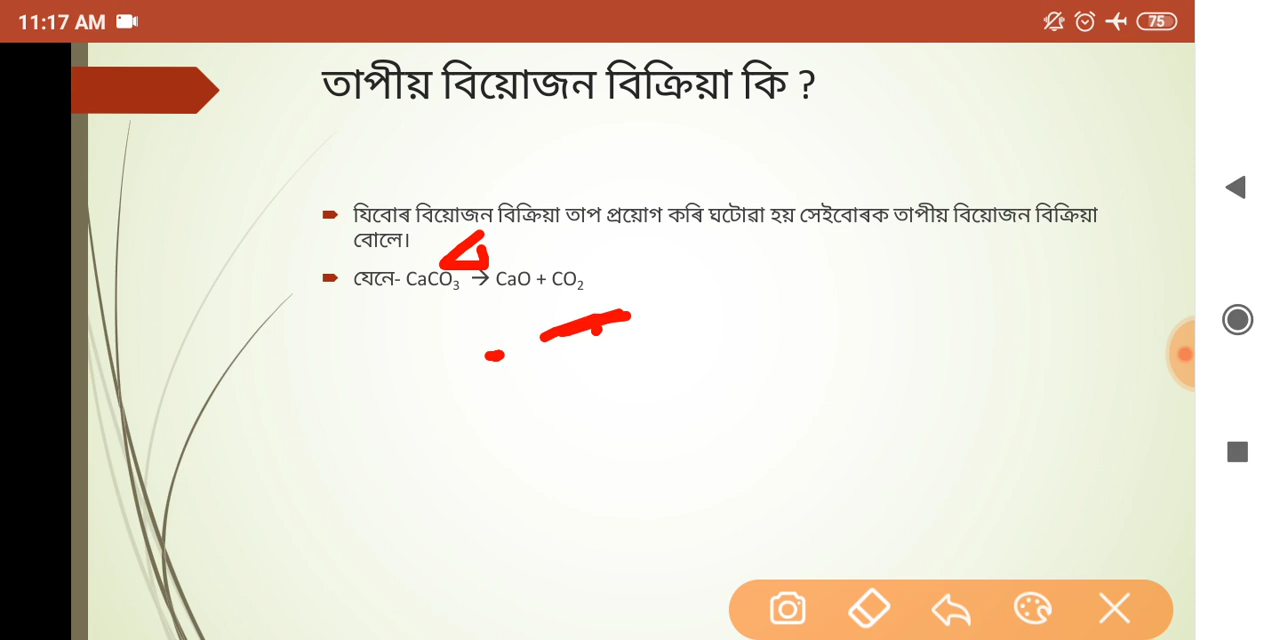 11:17 AM
75
তাপীয় বিয়োজন বিক্ৰিয়া কি ?
যিবোৰ বিয়োজন বিক্ৰিয়া তাপ প্ৰয়োগ কৰি ঘটোৱা হয় সেইবোৰক তাপীয় বিয়োজন বিক্ৰিয়া
বোলে।
যেনে- CaCO₃ → CaO + CO₂